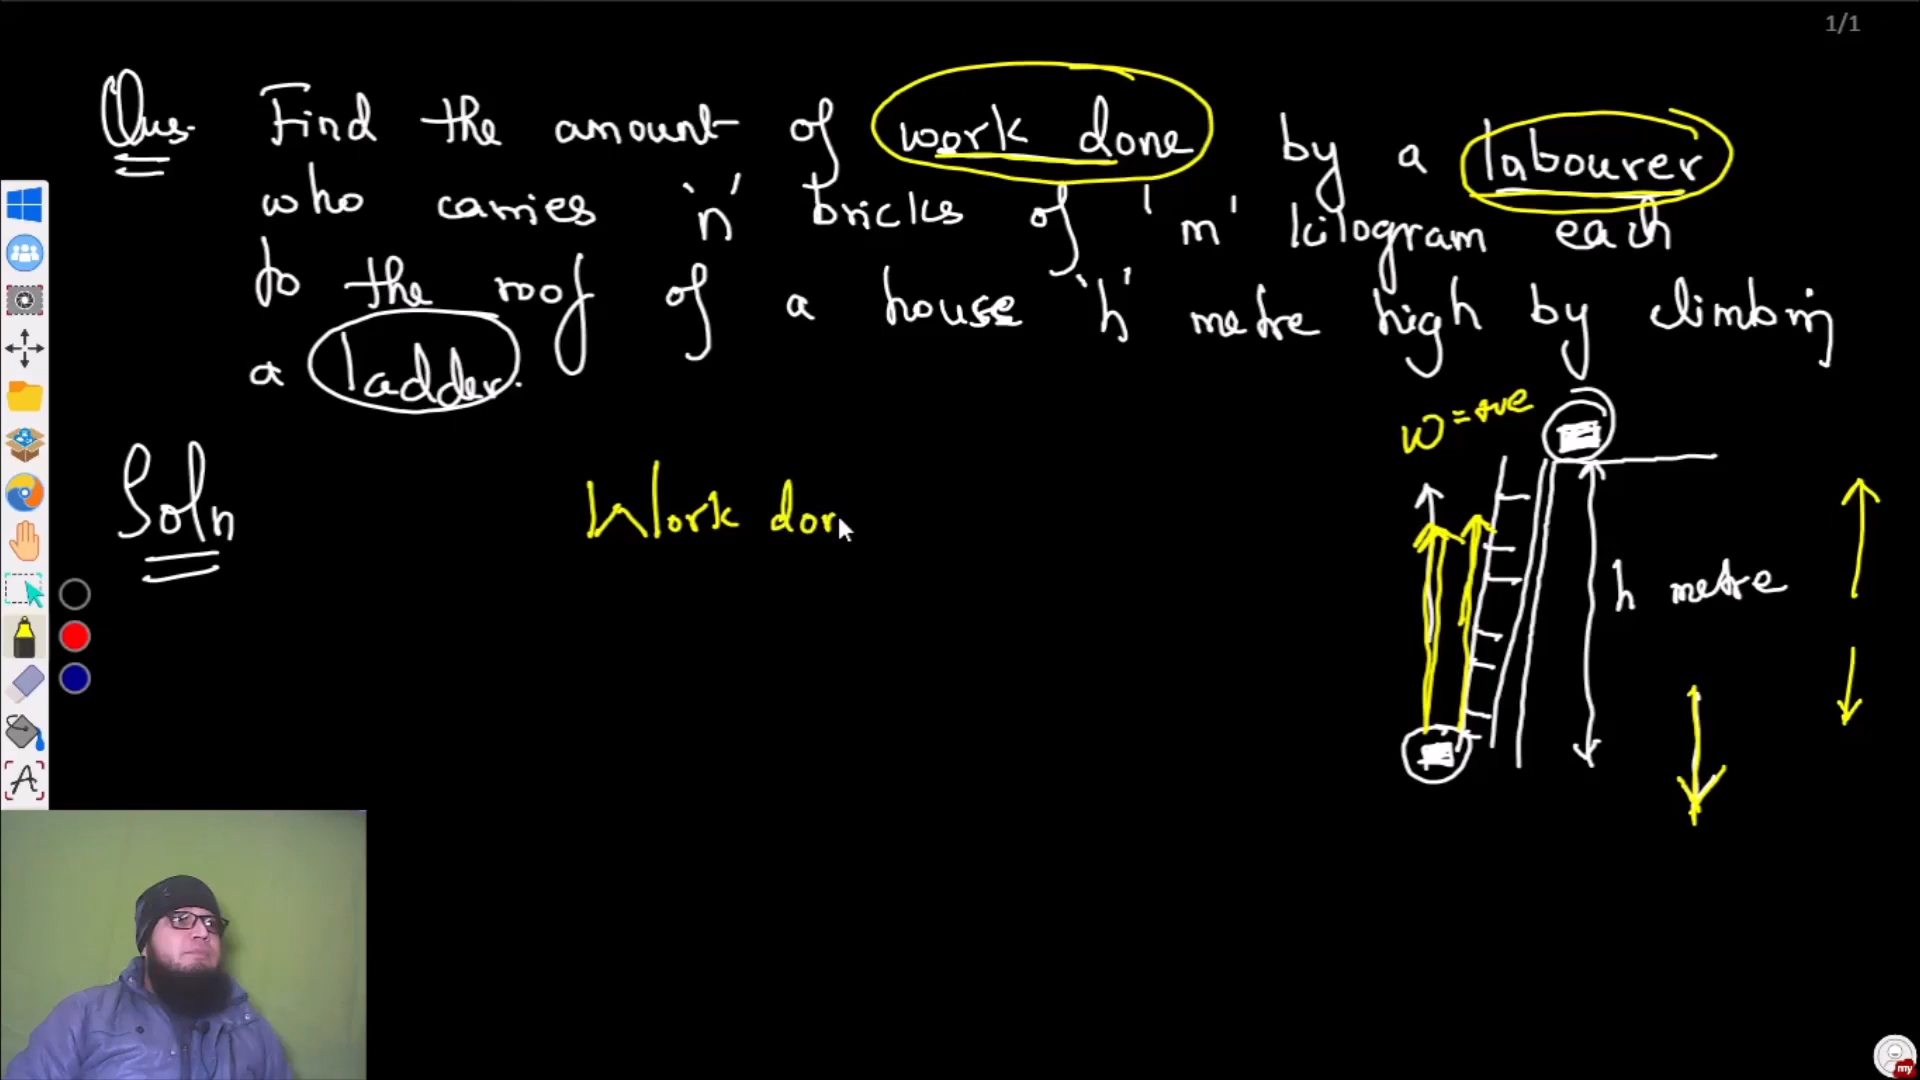 1/1
Ques. Find the amount of work done by a labourer
who carries 'n' bricks of 'm' kilogram each
to the roof of a house 'h' metre high by climbing
a ladder.
w = +ve
Soln
Work don
h metre
A
my